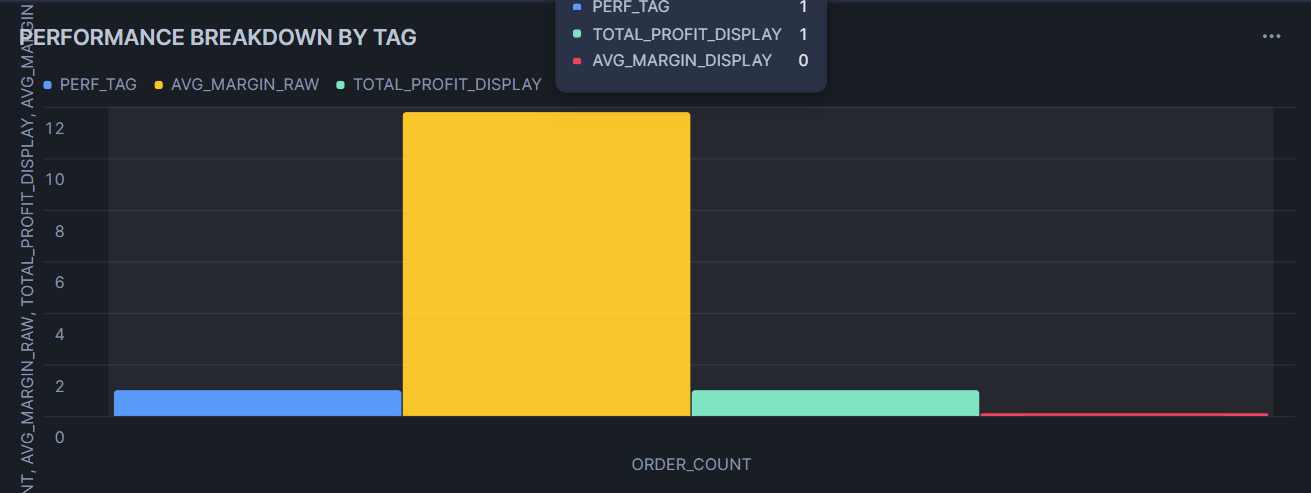 PERF_TAG 1
PERFORMANCE BREAKDOWN BY TAG
TOTAL_PROFIT_DISPLAY 1
AVG_MARGIN_DISPLAY 0
PERF_TAG AVG_MARGIN_RAW TOTAL_PROFIT_DISPLAY
AVG_MARGIN_RAW, TOTAL_PROFIT_DISPLAY, AVG_MARGIN
12
10
8
6
4
2
0
ORDER_COUNT